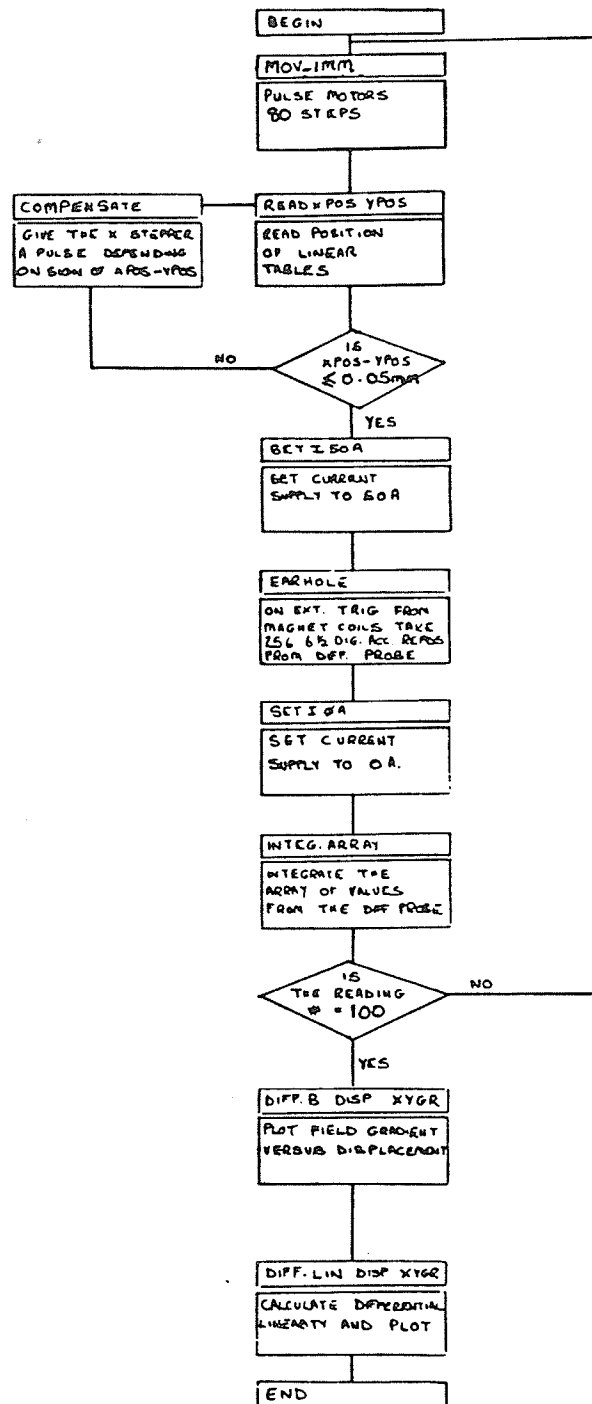 BEGIN
MOV-1MM
PULSE MOTORS
80 STEPS
COMPENSATE
GIVE THE X STEPPER
A PULSE DEPENDING
ON SIGN OF XPOS-YPOS
READ XPOS YPOS
READ POSITION
OF LINEAR
TABLES
NO
IS
XPOS-YPOS
≤ 0.05mm
YES
SET I 50A
SET CURRENT
SUPPLY TO 50A
EARHOLE
ON EXT. TRIG FROM
MAGNET COILS TAKE
256 6½ DIG. ACC. READS
FROM DIFF. PROBE
SET I 0A
SET CURRENT
SUPPLY TO 0A.
INTEG. ARRAY
INTEGRATE THE
ARRAY OF VALUES
FROM THE DIFF PROBE
IS
THE READING
# = 100
NO
YES
DIFF. B DISP XYGR
PLOT FIELD GRADIENT
VERSUS DISPLACEMENT
DIFF. LIN DISP XYGR
CALCULATE DIFFERENTIAL
LINEARITY AND PLOT
END